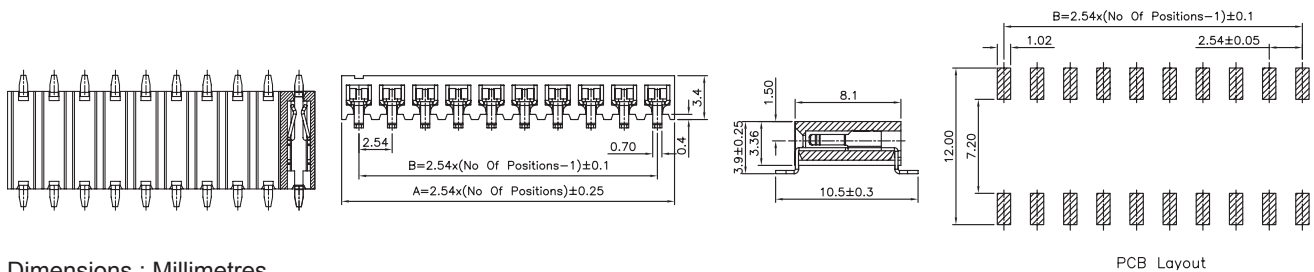 B=2.54x(No Of Positions-1)±0.1
1.02
2.54±0.05
12.00
7.20
PCB Layout
3.4
0.4
2.54
0.70
B=2.54x(No Of Positions-1)±0.1
A=2.54x(No Of Positions)±0.25
1.50
8.1
3.9±0.25
3.36
10.5±0.3
Dimensions : Millimetres